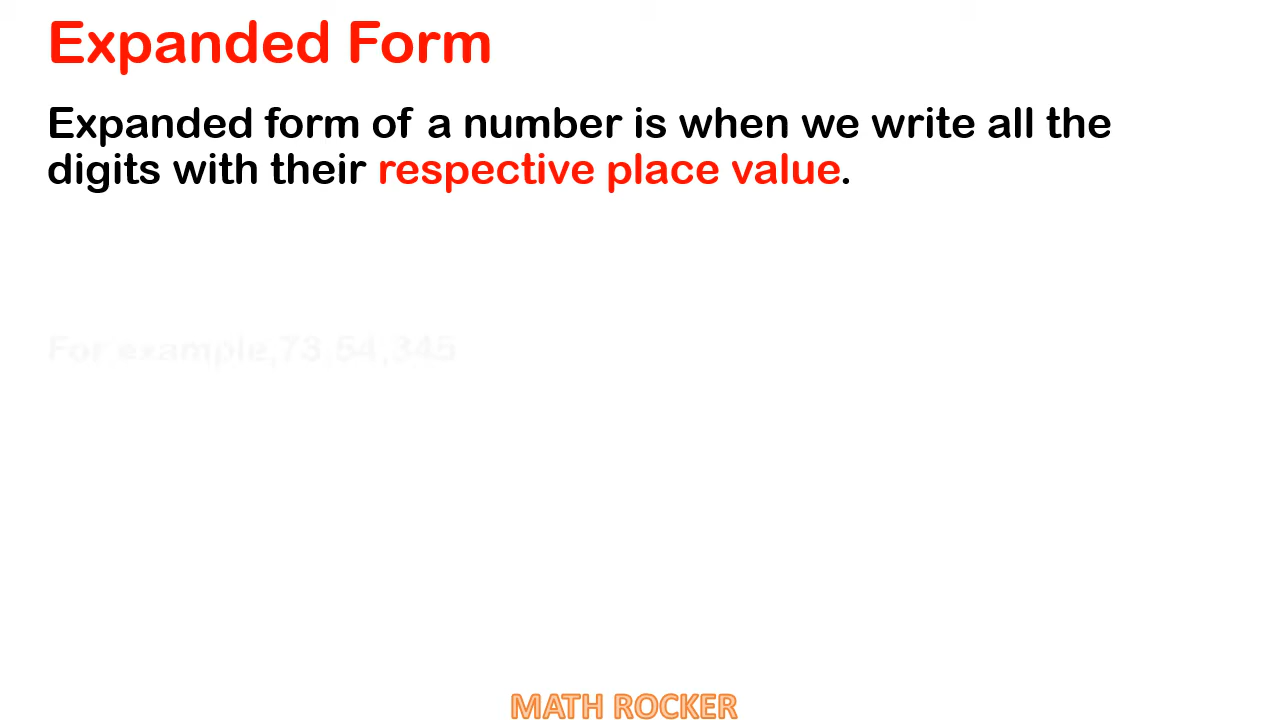 Expanded Form
Expanded form of a number is when we write all the
digits with their respective place value.
For example,73,54,345
MATH ROCKER